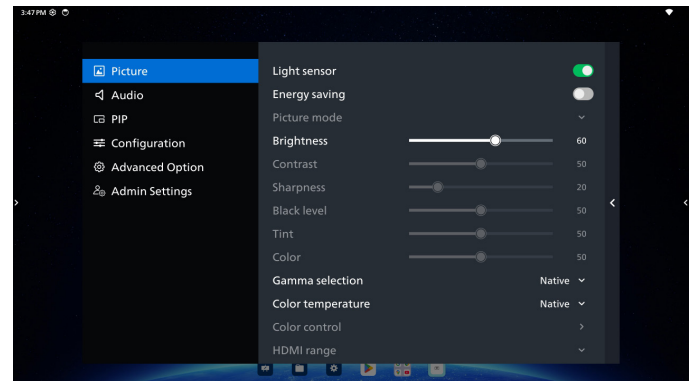 3:47 PM
Picture
Audio
PIP
Configuration
Advanced Option
Admin Settings
Light sensor
Energy saving
Picture mode
Brightness 60
Contrast 50
Sharpness 20
Black level 50
Tint 50
Color 50
Gamma selection Native
Color temperature Native
Color control
HDMI range